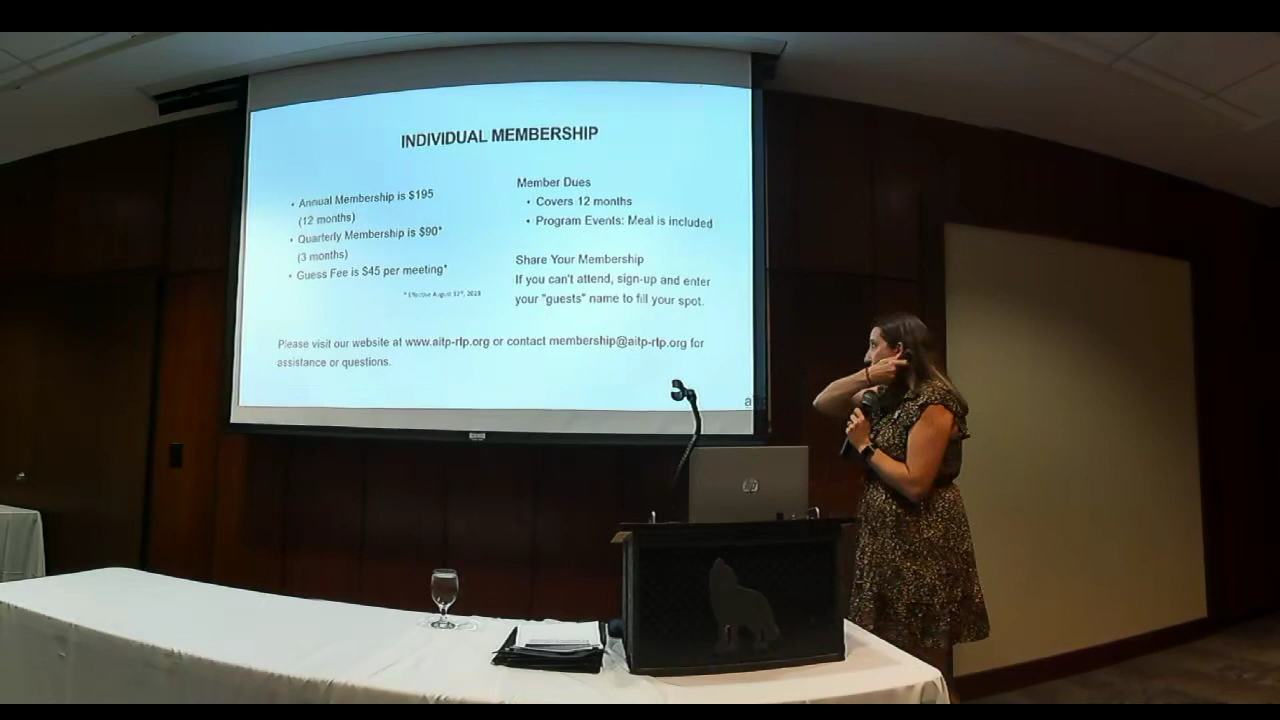 INDIVIDUAL MEMBERSHIP
• Annual Membership is $195
(12 months)
• Quarterly Membership is $90*
(3 months)
• Guess Fee is $45 per meeting*
Member Dues
• Covers 12 months
• Program Events: Meal is included
Share Your Membership
If you can't attend, sign-up and enter
your "guests" name to fill your spot.
Please visit our website at www.aitp-rtp.org or contact membership@aitp-rtp.org for
assistance or questions.
hp